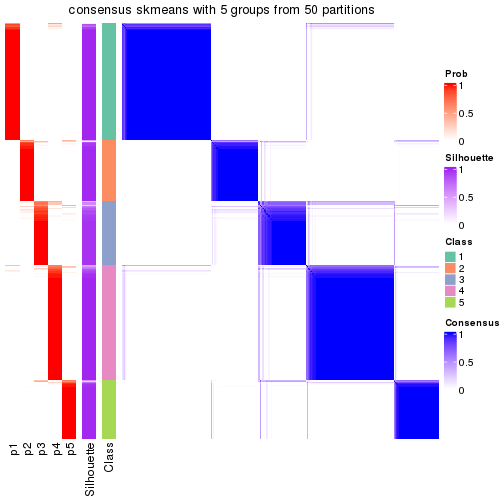 consensus skmeans with 5 groups from 50 partitions
Prob
1
0.5
0
Silhouette
1
0.5
0
Class
1
2
3
4
5
Consensus
1
0.5
0
p1
p2
p3
p4
p5
Silhouette
Class